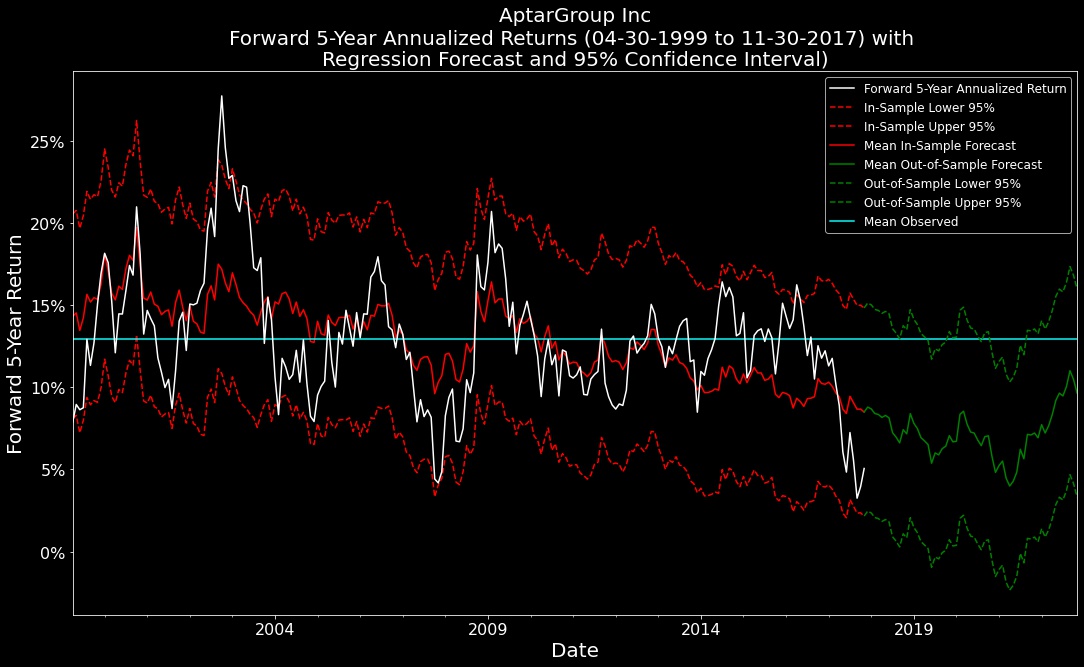 AptarGroup Inc
Forward 5-Year Annualized Returns (04-30-1999 to 11-30-2017) with
Regression Forecast and 95% Confidence Interval)
Forward 5-Year Annualized Return
In-Sample Lower 95%
In-Sample Upper 95%
Mean In-Sample Forecast
Mean Out-of-Sample Forecast
Out-of-Sample Lower 95%
Out-of-Sample Upper 95%
Mean Observed
Forward 5-Year Return
25%
20%
15%
10%
5%
0%
2004 2009 2014 2019
Date